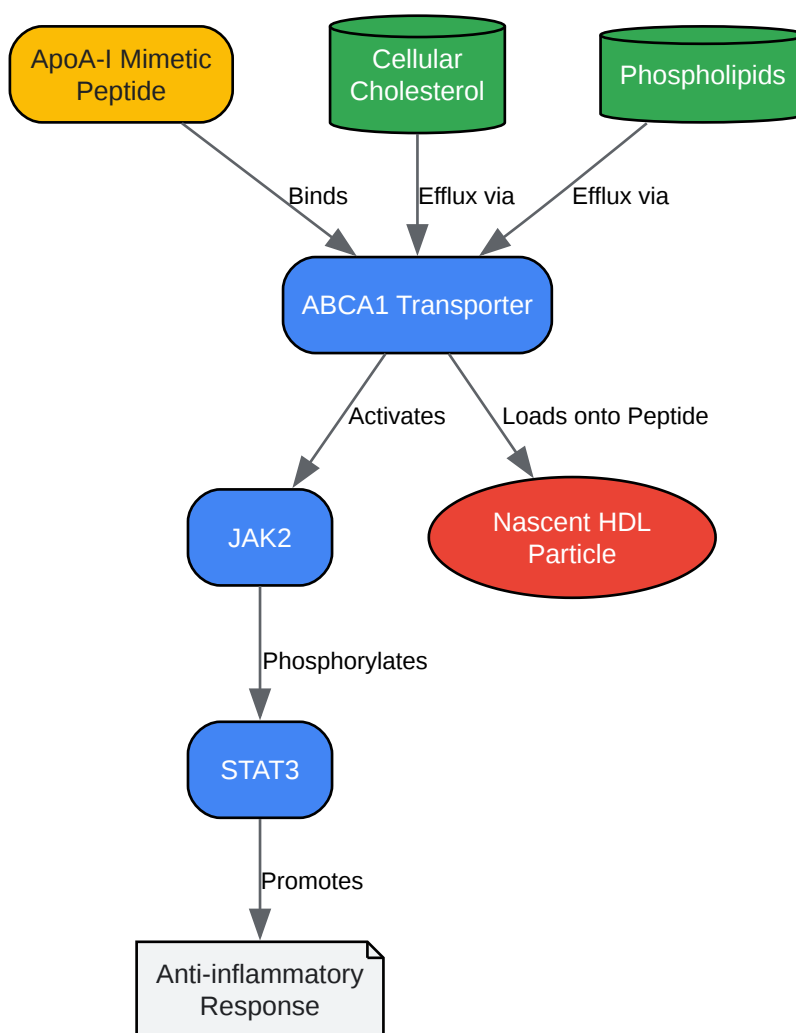 ApoA-I Mimetic
Peptide
Cellular
Cholesterol
Phospholipids
Binds
Efflux via
Efflux via
ABCA1 Transporter
Activates
Loads onto Peptide
JAK2
Nascent HDL
Particle
Phosphorylates
STAT3
Promotes
Anti-inflammatory
Response